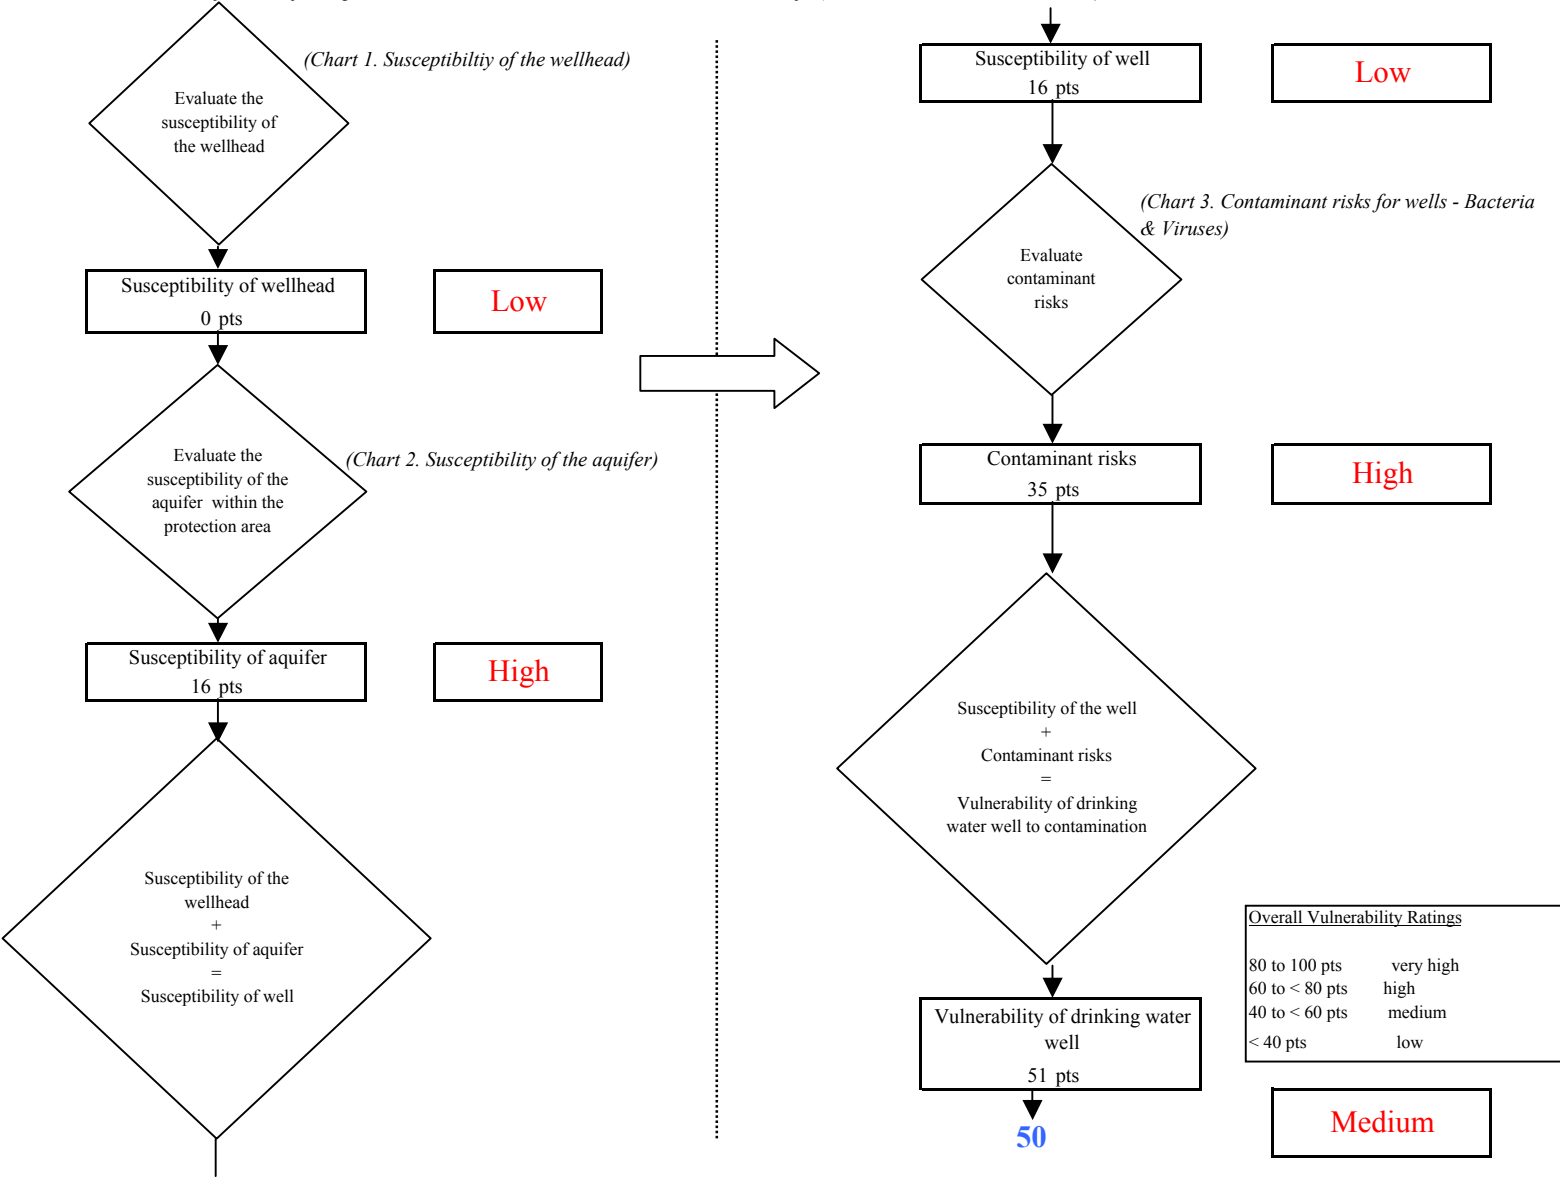 (Chart 1. Susceptibiltiy of the wellhead)
Evaluate the
susceptibility of
the wellhead
Susceptibility of wellhead
0 pts
Low
Evaluate the
susceptibility of the
aquifer within the
protection area
(Chart 2. Susceptibility of the aquifer)
Susceptibility of aquifer
16 pts
High
Susceptibility of the
wellhead
+
Susceptibility of aquifer
=
Susceptibility of well
Susceptibility of well
16 pts
Low
(Chart 3. Contaminant risks for wells - Bacteria
& Viruses)
Evaluate
contaminant
risks
Contaminant risks
35 pts
High
Susceptibility of the well
+
Contaminant risks
=
Vulnerability of drinking
water well to contamination
Overall Vulnerability Ratings
80 to 100 pts very high
60 to < 80 pts high
40 to < 60 pts medium
< 40 pts low
Vulnerability of drinking water
well
51 pts
50
Medium